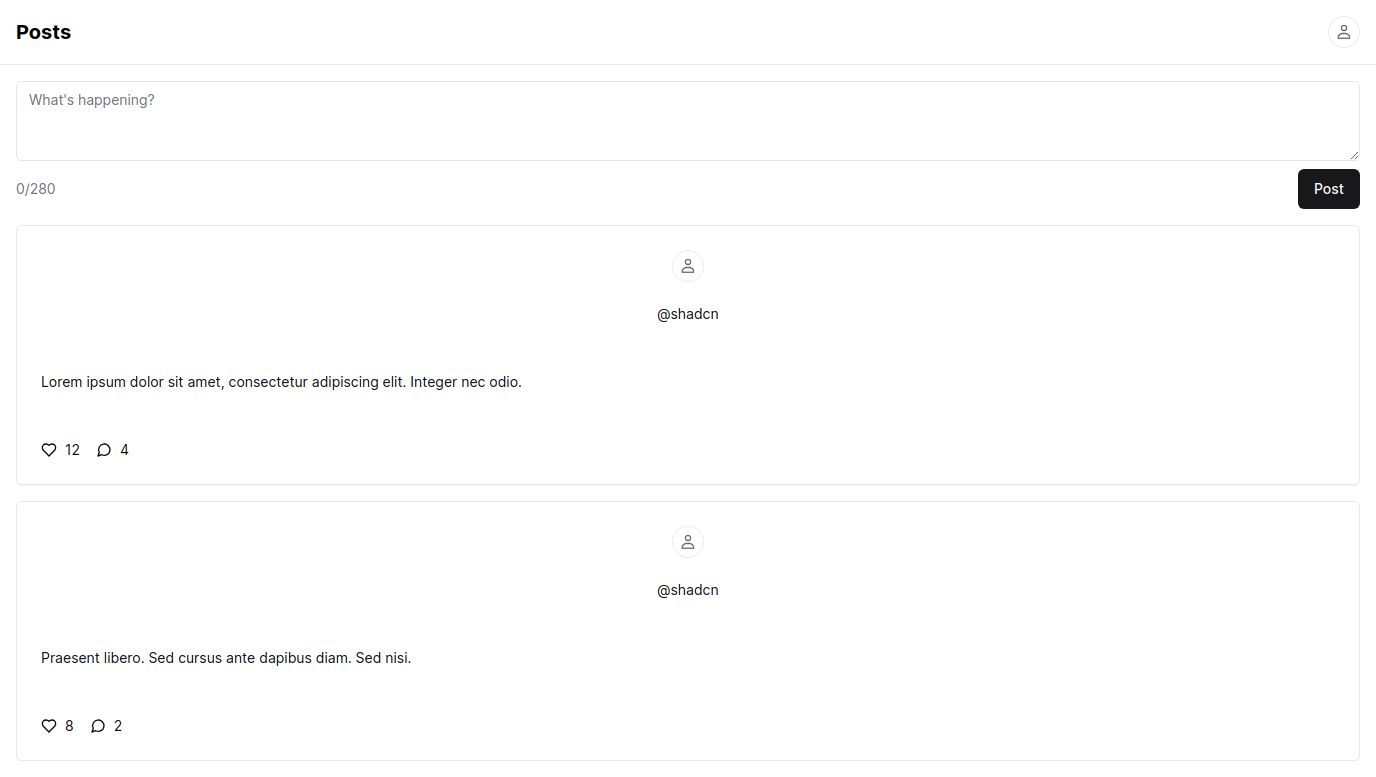 Posts
What's happening?
0/280
Post
@shadcn
Lorem ipsum dolor sit amet, consectetur adipiscing elit. Integer nec odio.
12 4
@shadcn
Praesent libero. Sed cursus ante dapibus diam. Sed nisi.
8 2